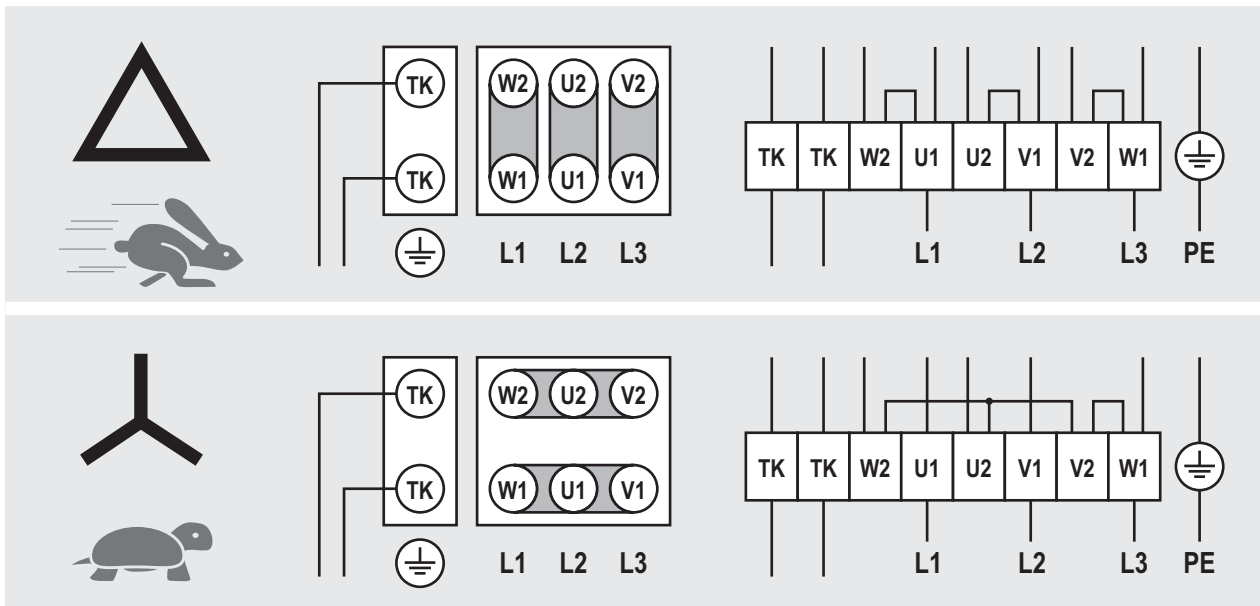 TK W2 U2 V2
TK W1 U1 V1
L1 L2 L3
TK TK W2 U1 U2 V1 V2 W1
L1 L2 L3 PE
TK W2 U2 V2
TK W1 U1 V1
L1 L2 L3
TK TK W2 U1 U2 V1 V2 W1
L1 L2 L3 PE